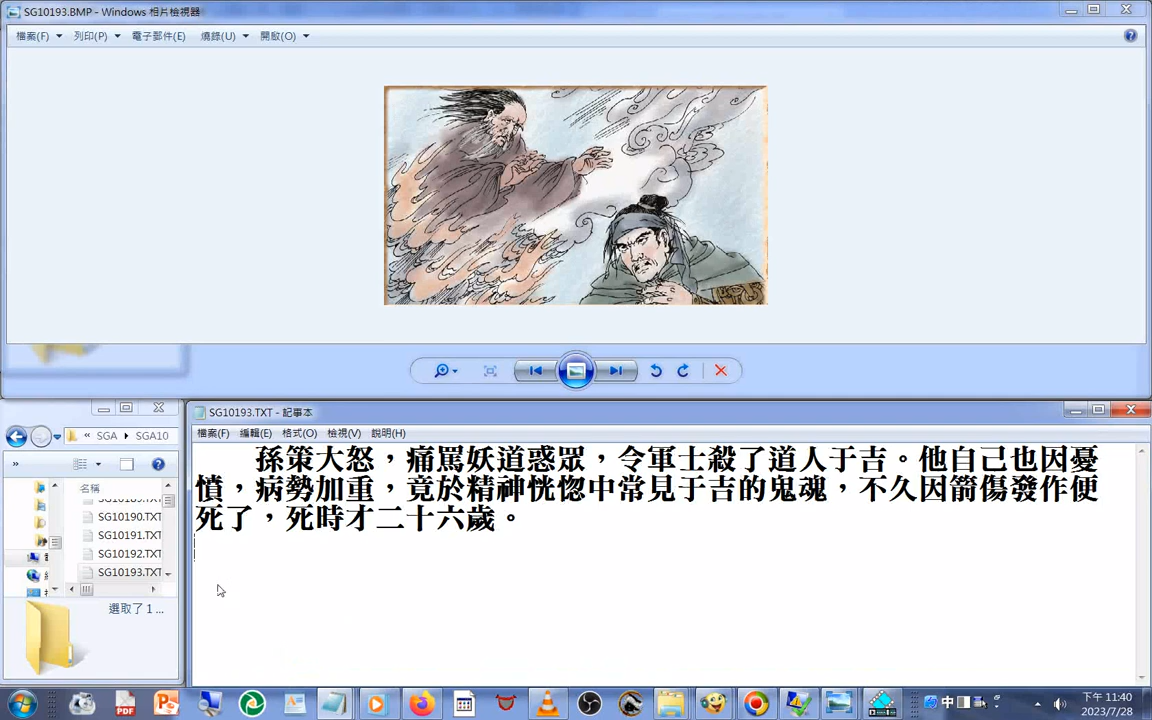 SG10193.BMP - Windows 相片檢視器
檔案(F) 列印(P) 電子郵件(E) 燒錄(U) 開啟(O)
SG10193.TXT - 記事本
« SGA SGA10
檔案(F) 編輯(E) 格式(O) 檢視(V) 說明(H)
»
名稱
孫策大怒，痛罵妖道惑眾，令軍士殺了道人于吉。他自己也因憂
憤，病勢加重，竟於精神恍惚中常見于吉的鬼魂，不久因箭傷發作便
死了，死時才二十六歲。
SG10190.TXT
SG10191.TXT
SG10192.TXT
SG10193.TXT
選取了 1 ...
PDF
中
下午 11:40
2023/7/28